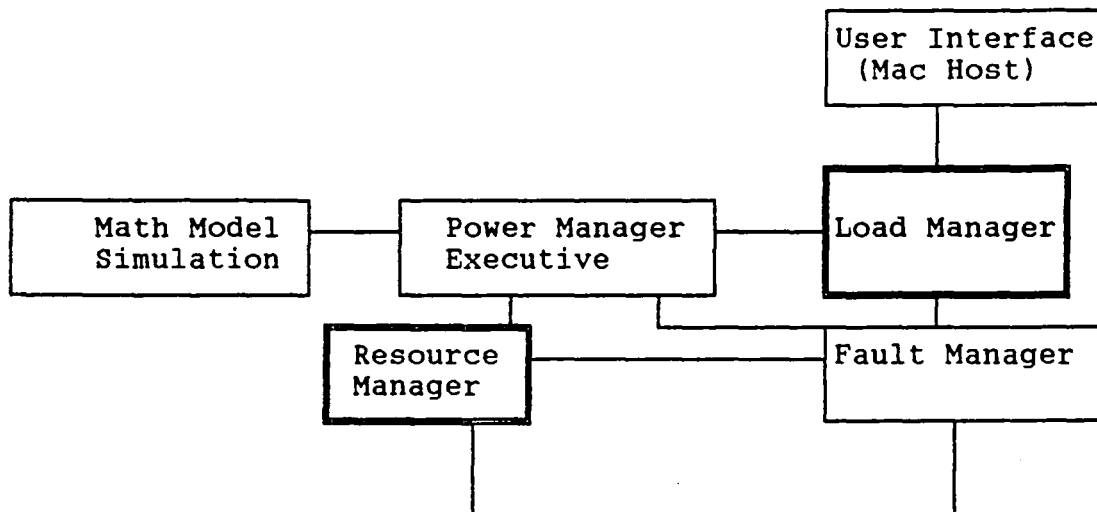 User Interface
(Mac Host)
Math Model
Simulation
Power Manager
Executive
Load Manager
Resource
Manager
Fault Manager